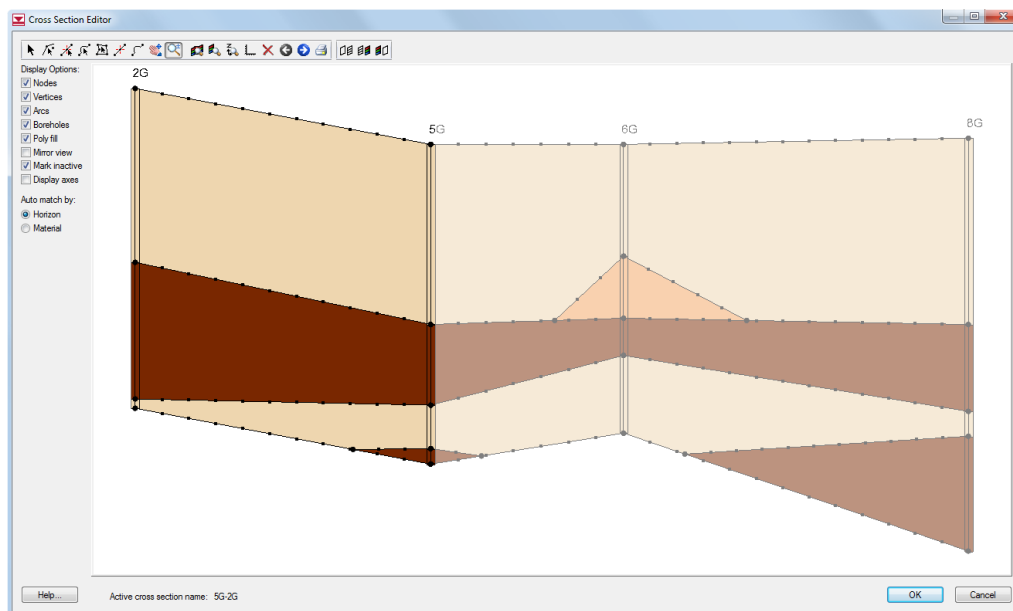 Cross Section Editor
Display Options:
Nodes
Vertices
Arcs
Boreholes
Poly fill
Mirror view
Mark inactive
Display axes
Auto match by:
Horizon
Material
2G
5G
6G
8G
Help...
Active cross section name: 5G-2G
OK
Cancel